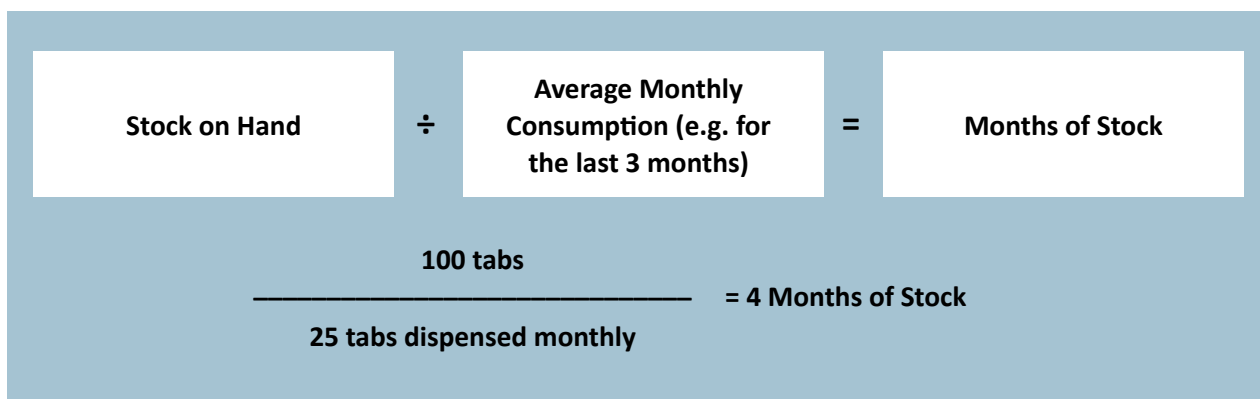 Stock on Hand
÷
Average Monthly
Consumption (e.g. for
the last 3 months)
=
Months of Stock
100 tabs
25 tabs dispensed monthly
= 4 Months of Stock